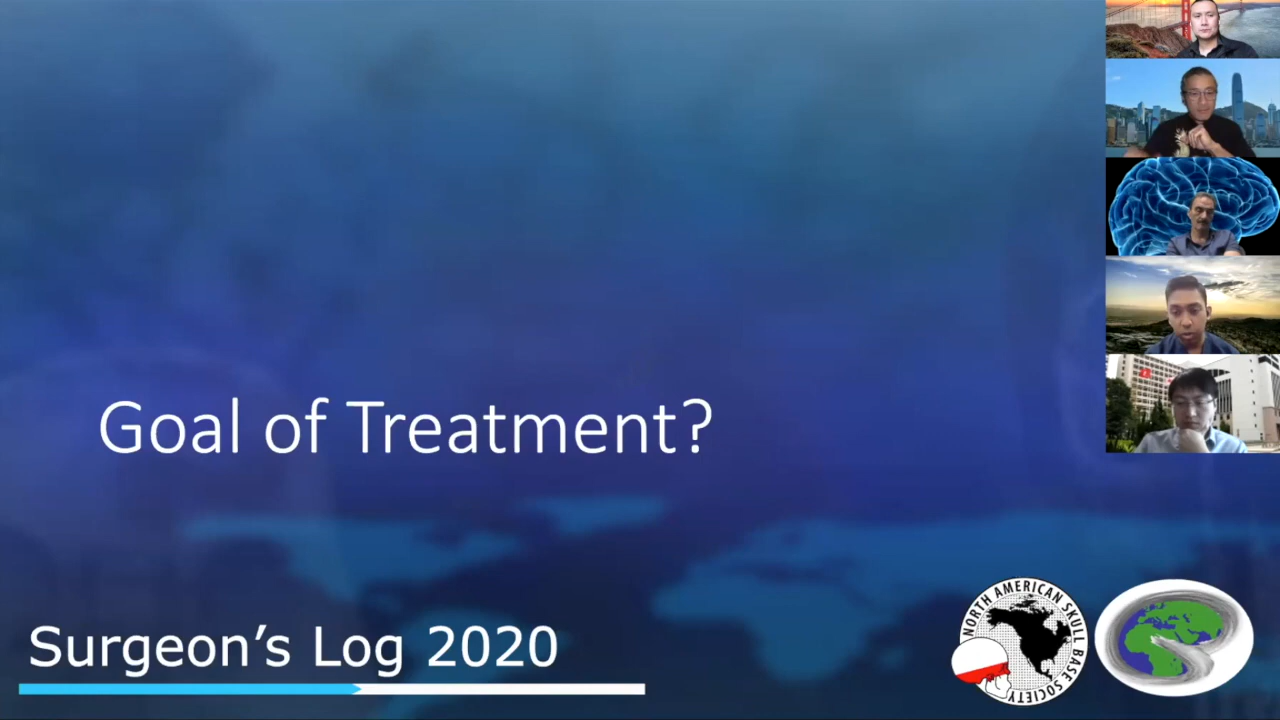 Goal of Treatment?
Surgeon’s Log 2020
NORTH AMERICAN SKULL BASE SOCIETY